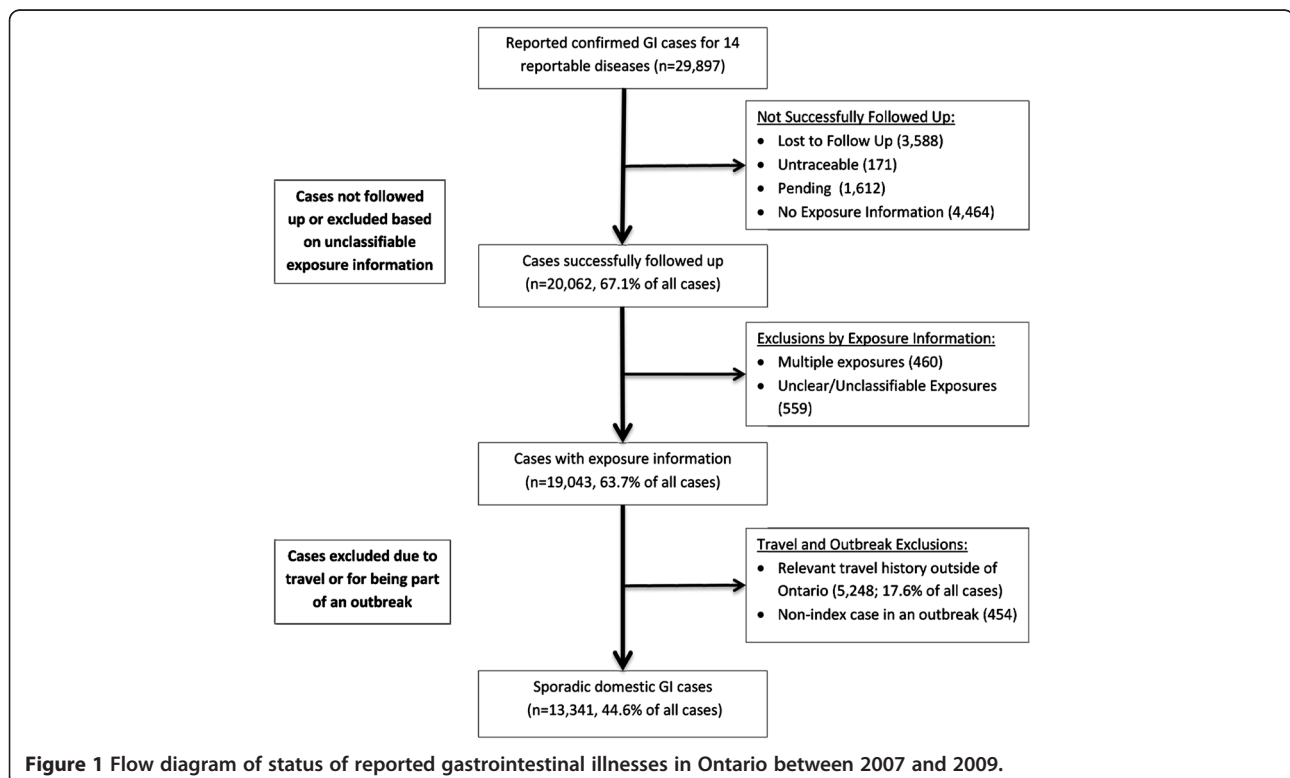 Reported confirmed GI cases for 14
reportable diseases (n=29,897)
Not Successfully Followed Up:
• Lost to Follow Up (3,588)
• Untraceable (171)
• Pending (1,612)
• No Exposure Information (4,464)
Cases not followed
up or excluded based
on unclassifiable
exposure information
Cases successfully followed up
(n=20,062, 67.1% of all cases)
Exclusions by Exposure Information:
• Multiple exposures (460)
• Unclear/Unclassifiable Exposures
(559)
Cases with exposure information
(n=19,043, 63.7% of all cases)
Cases excluded due to
travel or for being part
of an outbreak
Travel and Outbreak Exclusions:
• Relevant travel history outside of
Ontario (5,248; 17.6% of all cases)
• Non-index case in an outbreak (454)
Sporadic domestic GI cases
(n=13,341, 44.6% of all cases)
Figure 1 Flow diagram of status of reported gastrointestinal illnesses in Ontario between 2007 and 2009.